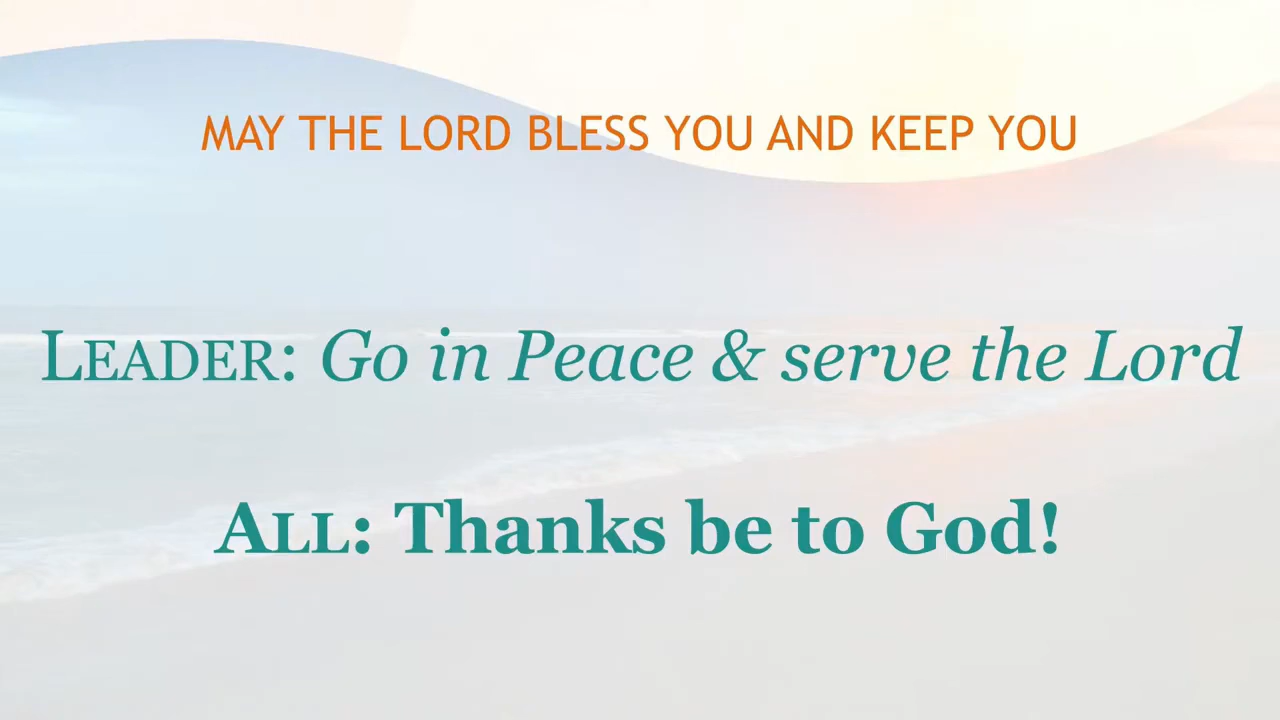 MAY THE LORD BLESS YOU AND KEEP YOU
LEADER: Go in Peace & serve the Lord
ALL: Thanks be to God!